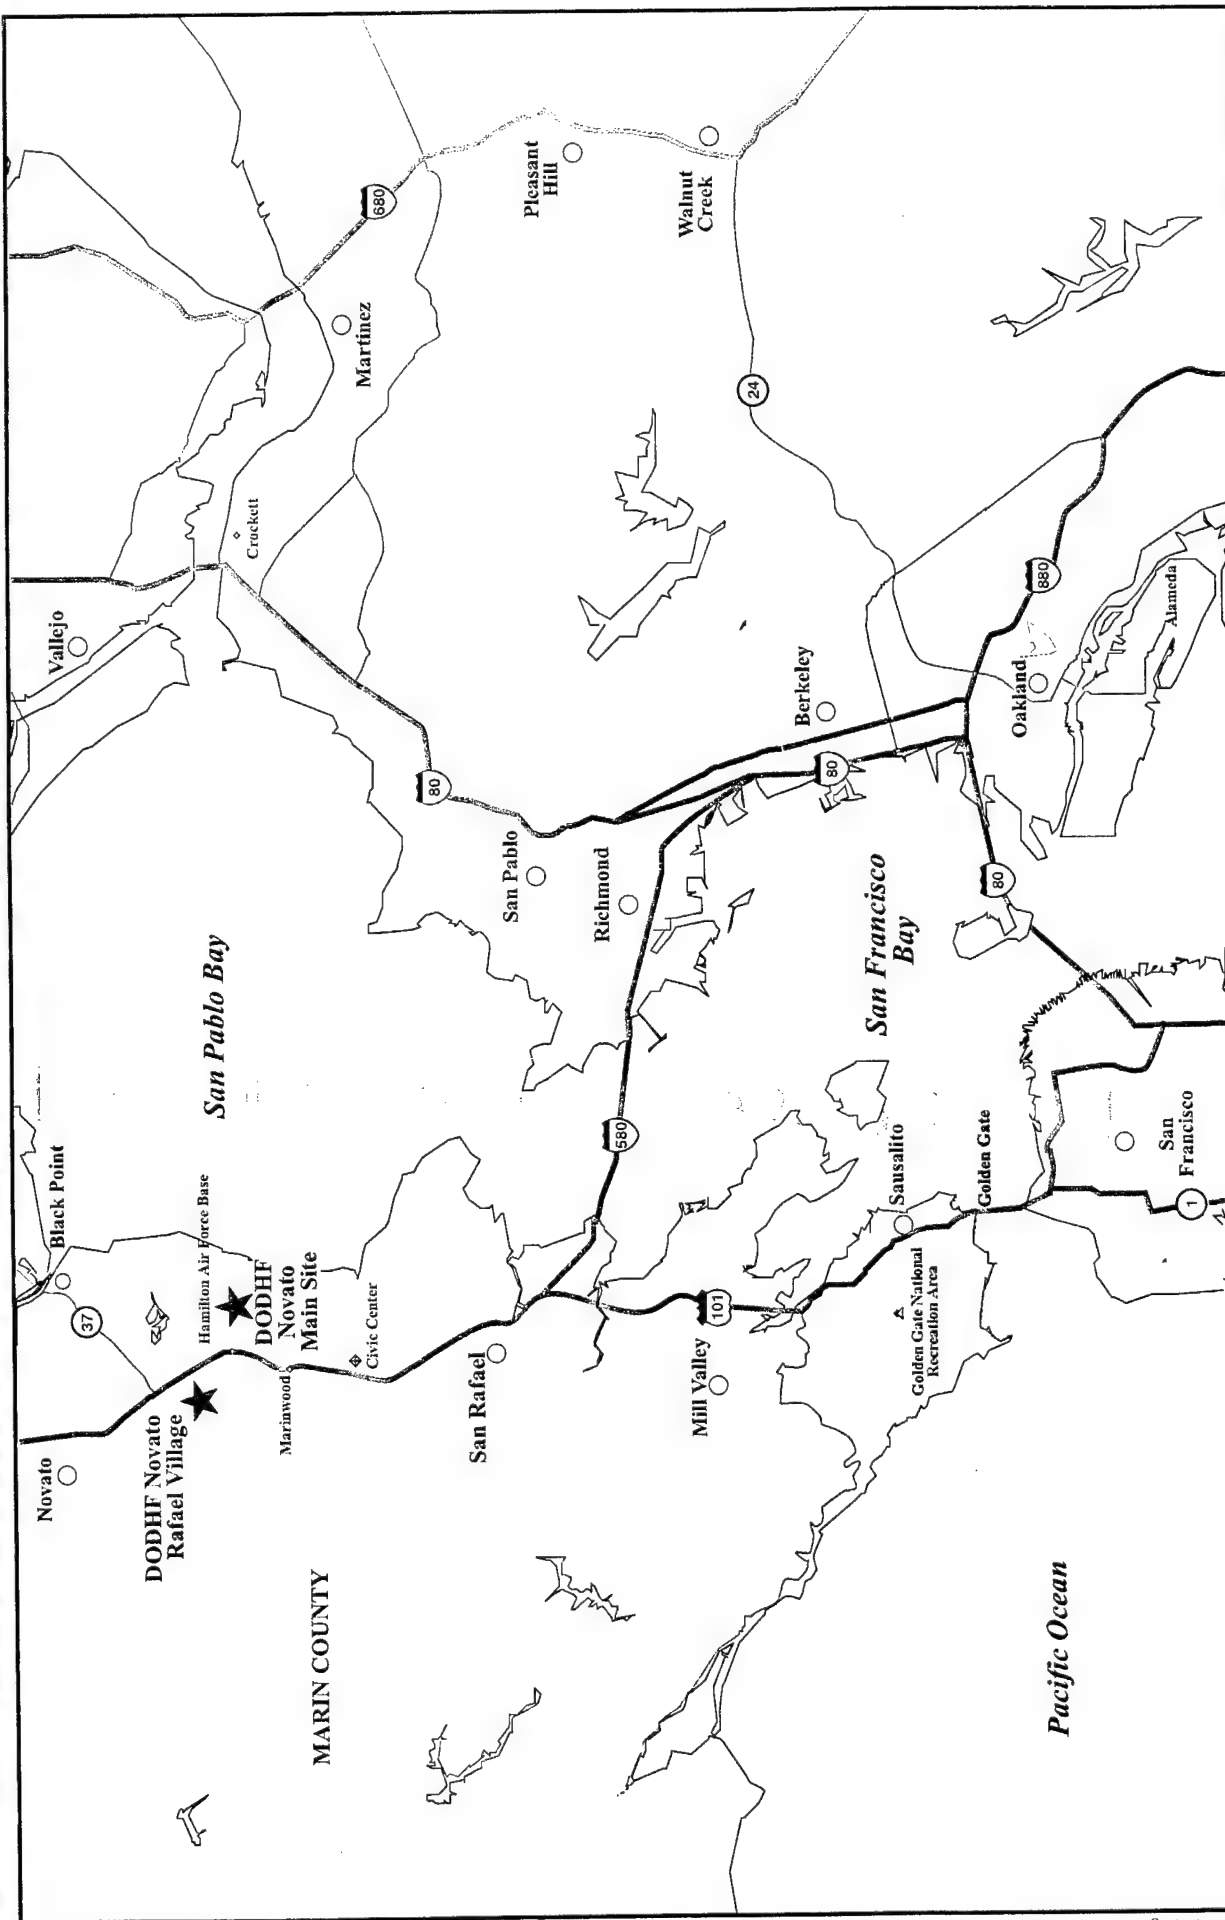 Novato
Black Point
37
Vallejo
DODHF Novato
Rafael Village
Hamilton Air Force Base
DODHF
Novato
Main Site
San Pablo Bay
Crockett
680
Marinwood
Civic Center
MARIN COUNTY
Martinez
80
San Rafael
San Pablo
Pleasant
Hill
Richmond
580
101
Mill Valley
Walnut
Creek
24
Berkeley
80
San Francisco
Bay
Sausalito
Golden Gate National
Recreation Area
Golden Gate
80
Oakland
880
Alameda
Pacific Ocean
San
Francisco
1